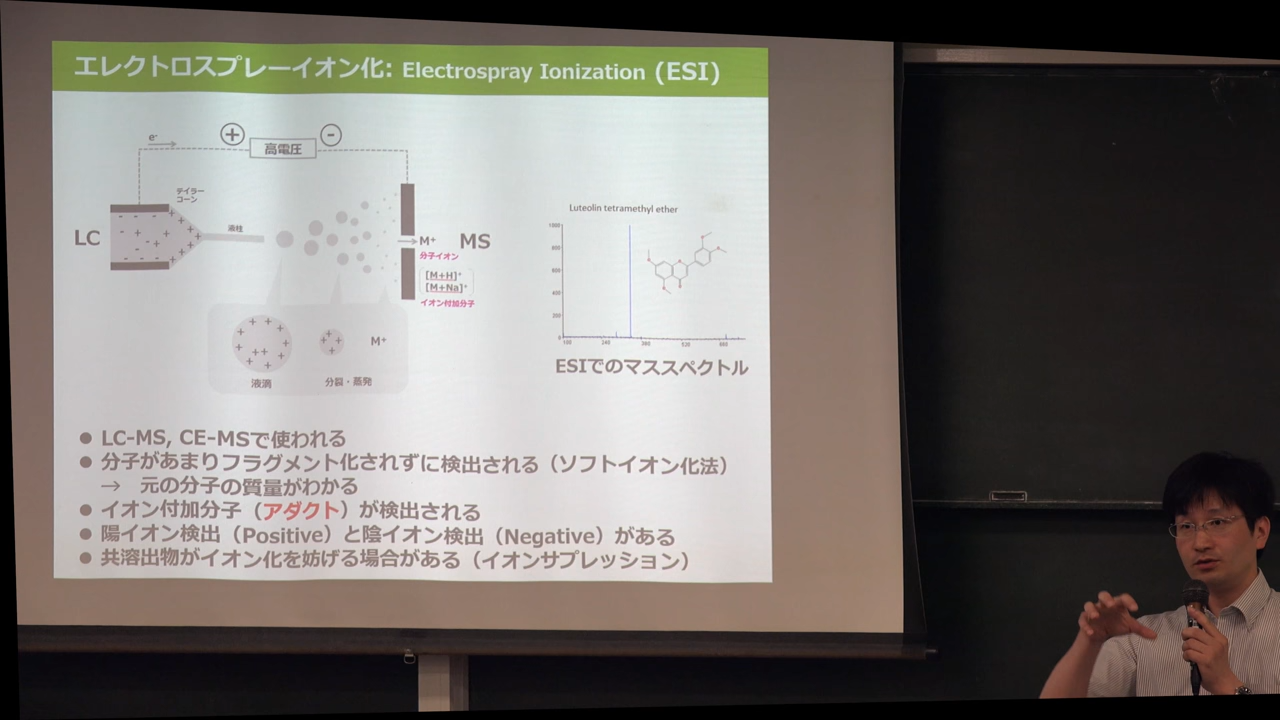 エレクトロスプレーイオン化: Electrospray Ionization (ESI)
e-
+
-
高電圧
テイラー
コーン
液柱
LC
M+
MS
分子イオン
[M+H]+
[M+Na]+
イオン付加分子
M+
液滴
分裂・蒸発
Luteolin tetramethyl ether
1000
800
600
400
200
0
100
240
380
ESIでのマススペクトル
● LC-MS, CE-MSで使われる
● 分子があまりフラグメント化されずに検出される（ソフトイオン化法）
→ 元の分子の質量がわかる
● イオン付加分子（アダクト）が検出される
● 陽イオン検出（Positive）と陰イオン検出（Negative）がある
● 共溶出物がイオン化を妨げる場合がある（イオンサプレッション）